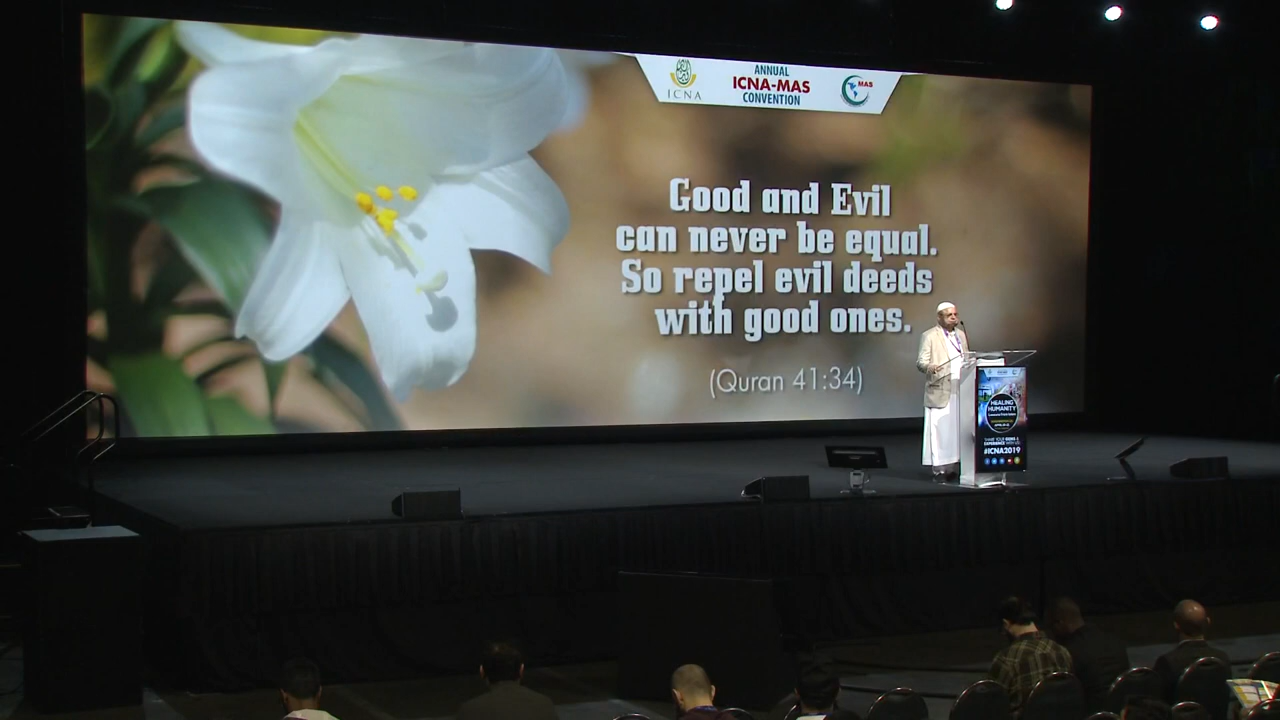 ICNA
ANNUAL
ICNA-MAS
CONVENTION
MAS
Good and Evil
can never be equal.
So repel evil deeds
with good ones.
(Quran 41:34)
HEALING
HUMANITY
#ICNA2019